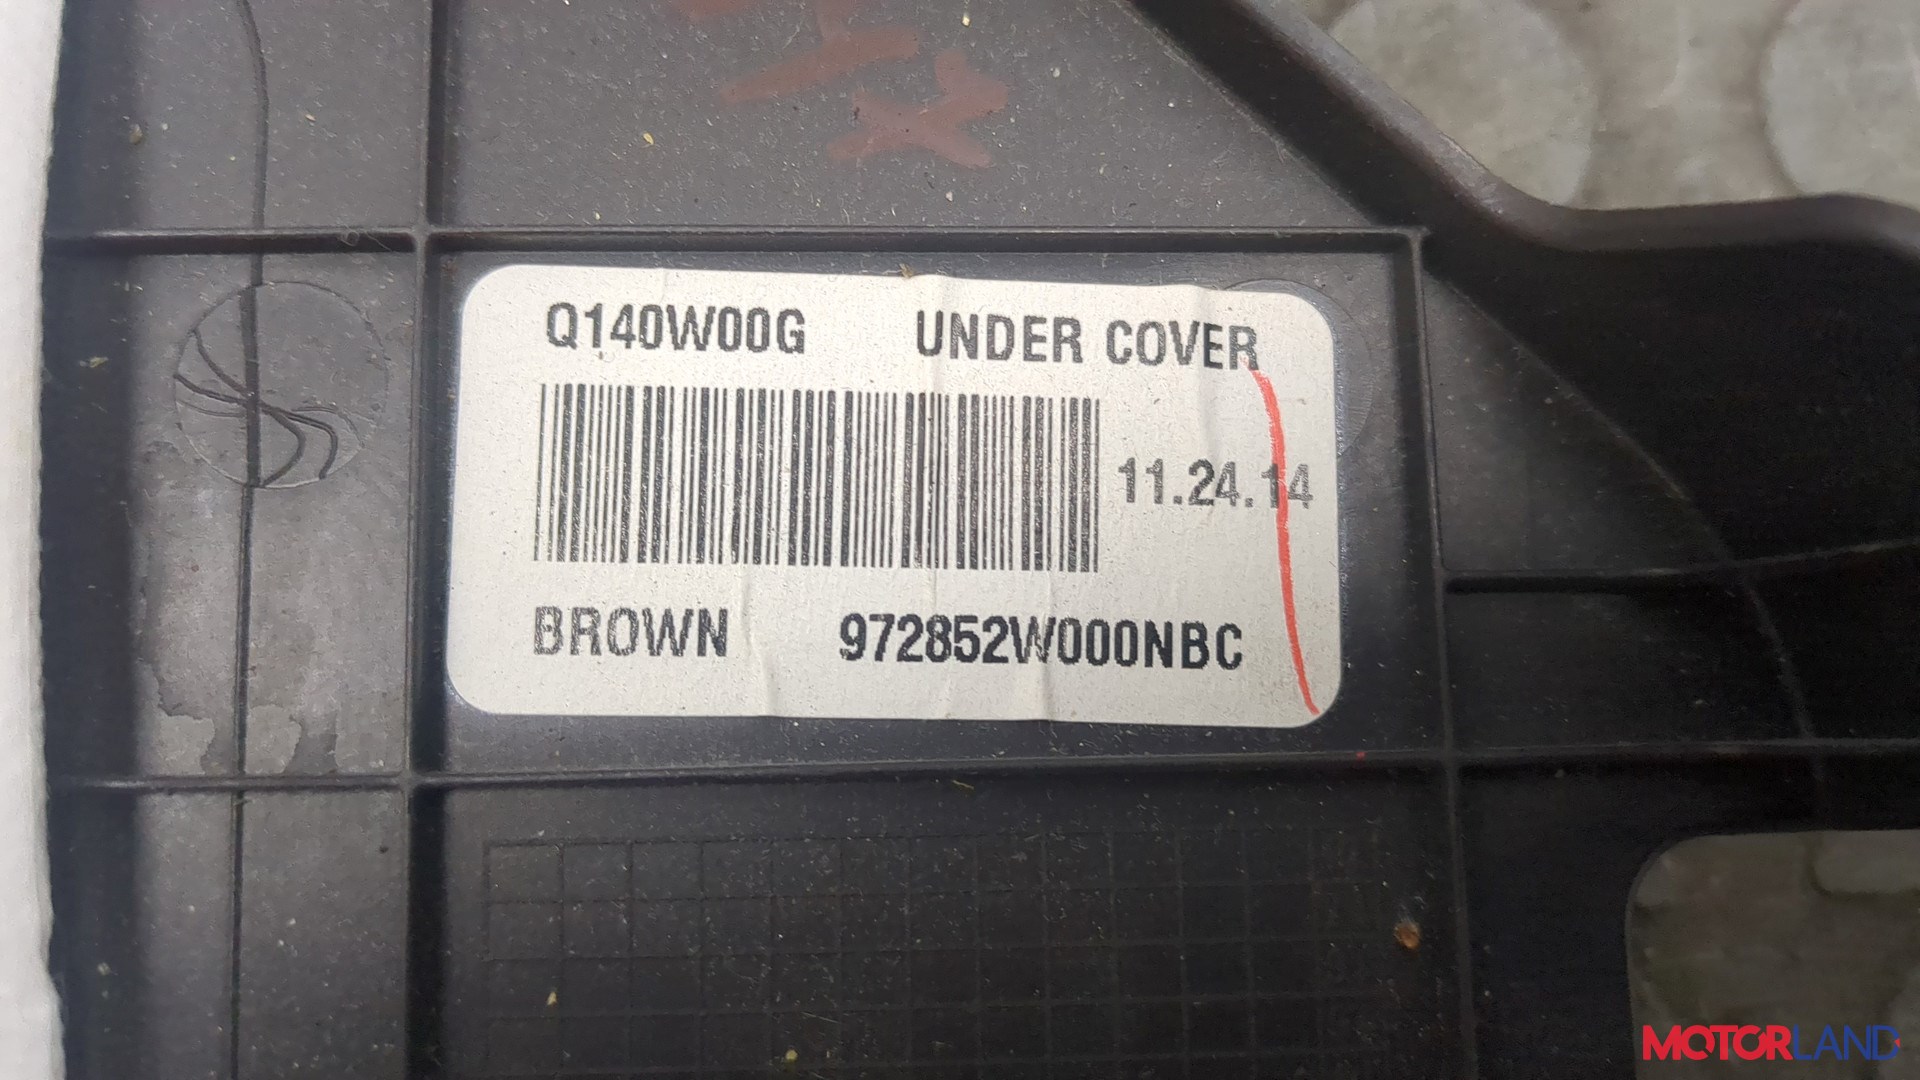 Q140W00G UNDER COVER
11.24.14
BROWN 972852W000NBC
MOTORLAND